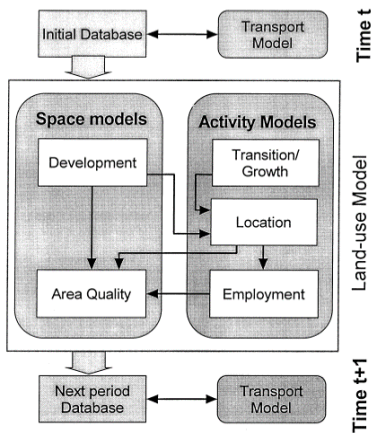 Initial Database
Transport
Model
Time t
Space models
Activity Models
Development
Transition/
Growth
Location
Area Quality
Employment
Land-use Model
Next period
Database
Transport
Model
Time t+1